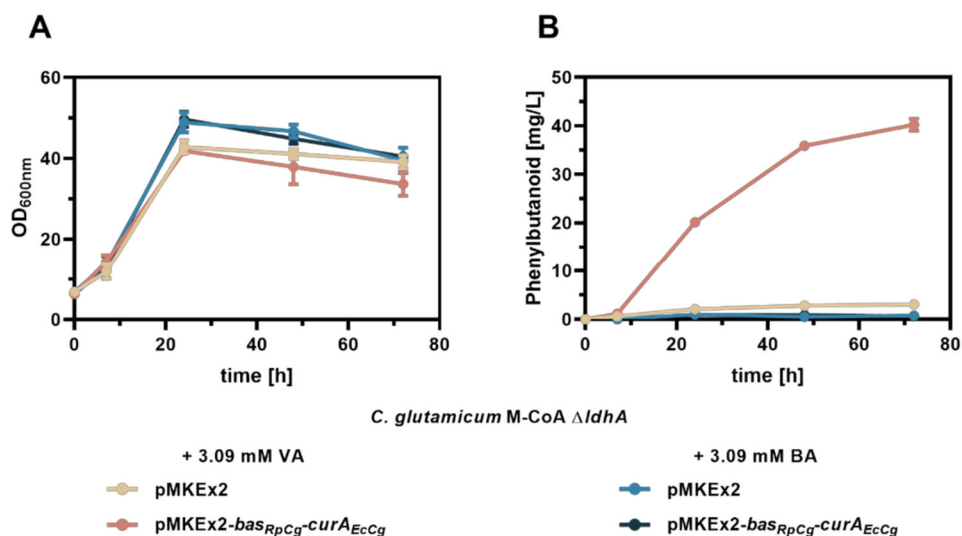 A
B
60
40
20
0
OD600nm
0 20 40 60 80
time [h]
50
40
30
20
10
0
Phenylbutanoid [mg/L]
0 20 40 60 80
time [h]
C. glutamicum M-CoA ΔldhA
+ 3.09 mM VA
pMKEx2
pMKEx2-basRpCg-curAEcCg
+ 3.09 mM BA
pMKEx2
pMKEx2-basRpCg-curAEcCg